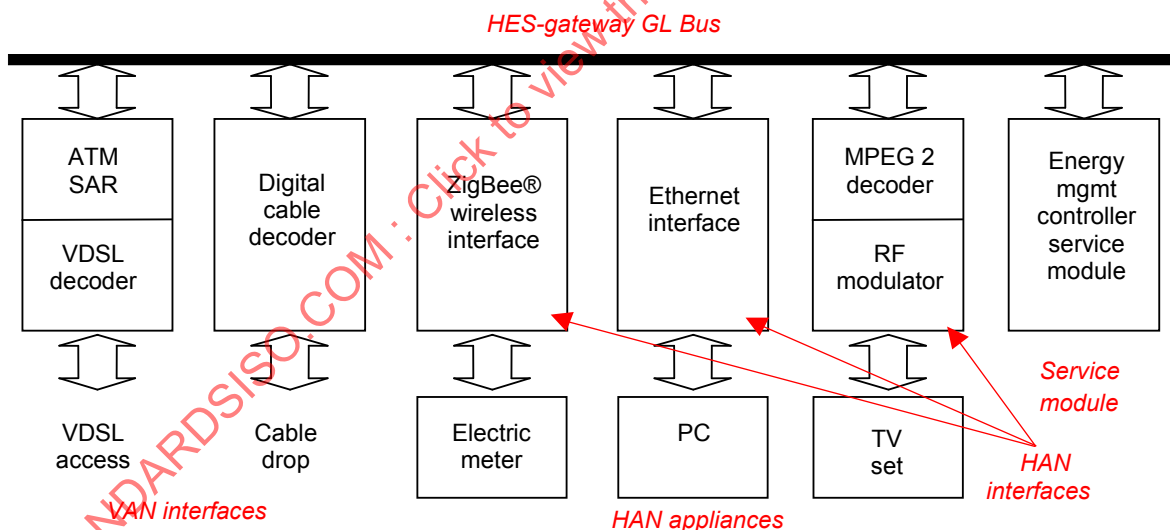 HES-gateway GL Bus
ATM
SAR
VDSL
decoder
Digital
cable
decoder
ZigBee®
wireless
interface
Ethernet
interface
MPEG 2
decoder
RF
modulator
Energy
mgmt
controller
service
module
VDSL
access
Cable
drop
Electric
meter
PC
TV
set
Service
module
VAN interfaces
HAN appliances
HAN
interfaces
NDARDSISO.COM : Click to view th